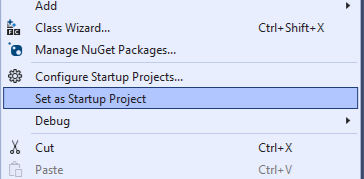 Add
Class Wizard... Ctrl+Shift+X
Manage NuGet Packages...
Configure Startup Projects...
Set as Startup Project
Debug
Cut Ctrl+X
Paste Ctrl+V